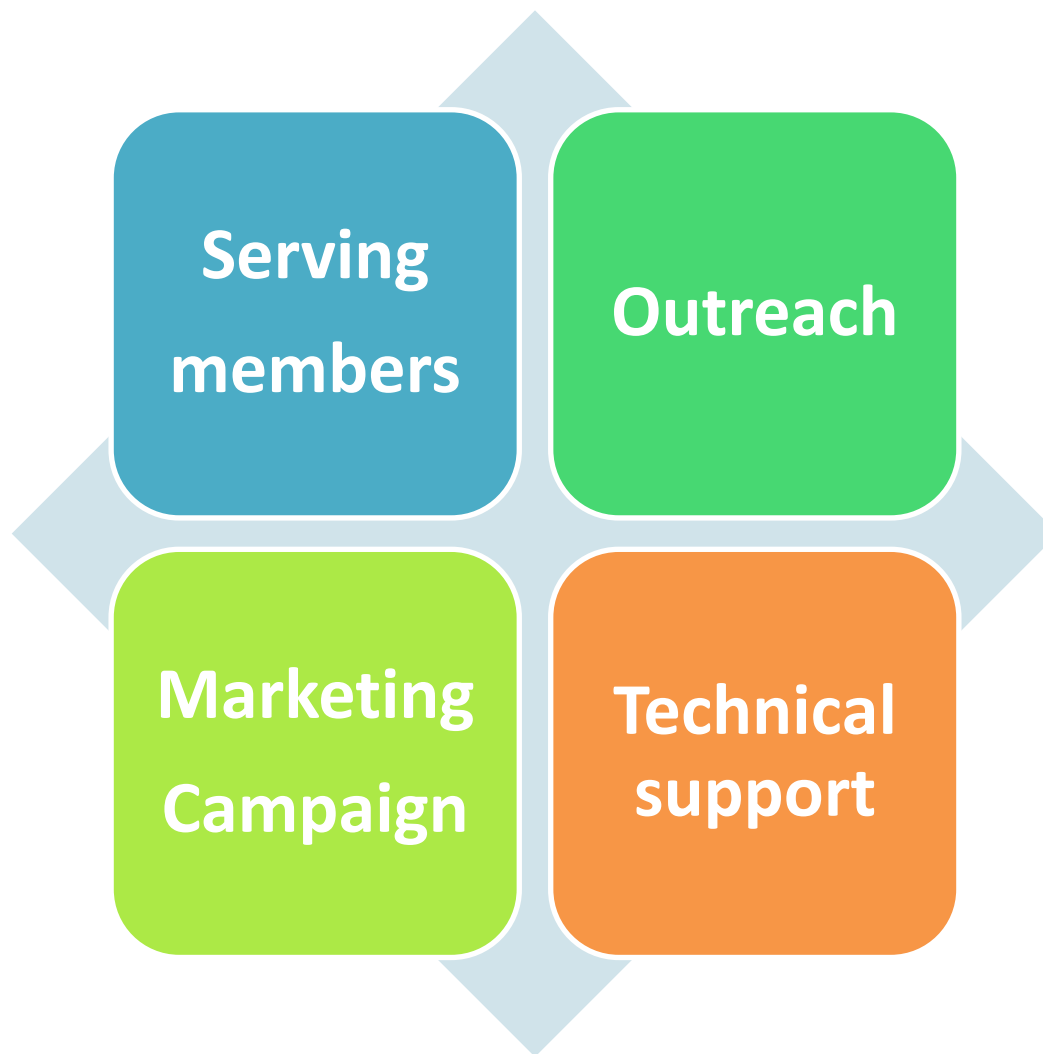 Serving
members
Outreach
Marketing
Campaign
Technical
support